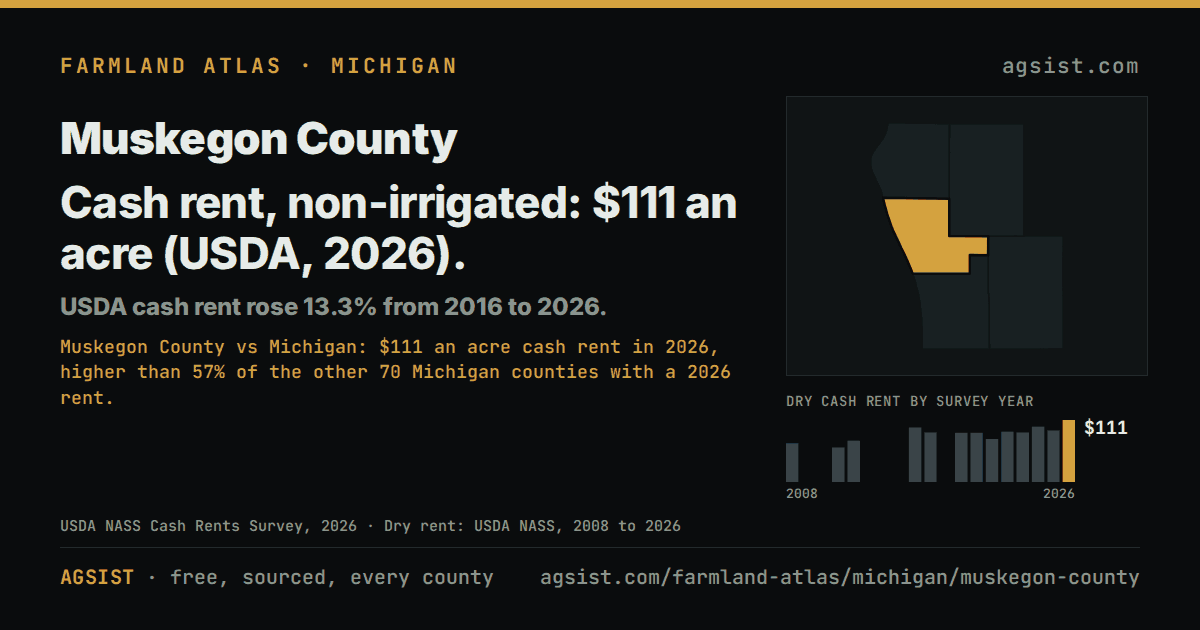 FARMLAND ATLAS · MICHIGAN
agsist.com
Muskegon County
Cash rent, non-irrigated: $111 an
acre (USDA, 2026).
USDA cash rent rose 13.3% from 2016 to 2026.
Muskegon County vs Michigan: $111 an acre cash rent in 2026,
higher than 57% of the other 70 Michigan counties with a 2026
rent.
DRY CASH RENT BY SURVEY YEAR
$111
2008
2026
USDA NASS Cash Rents Survey, 2026 · Dry rent: USDA NASS, 2008 to 2026
AGSIST · free, sourced, every county
agsist.com/farmland-atlas/michigan/muskegon-county